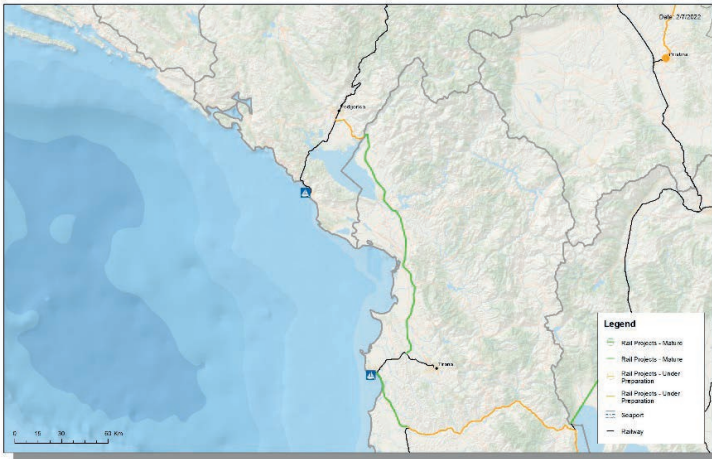 Date: 2/7/2022
Pristina
Podgorica
Tirana
Legend
Rail Projects - Mature
Rail Projects - Mature
Rail Projects - Under
Preparation
Rail Projects - Under
Preparation
Seaport
Railway
0 15 30 60 Km